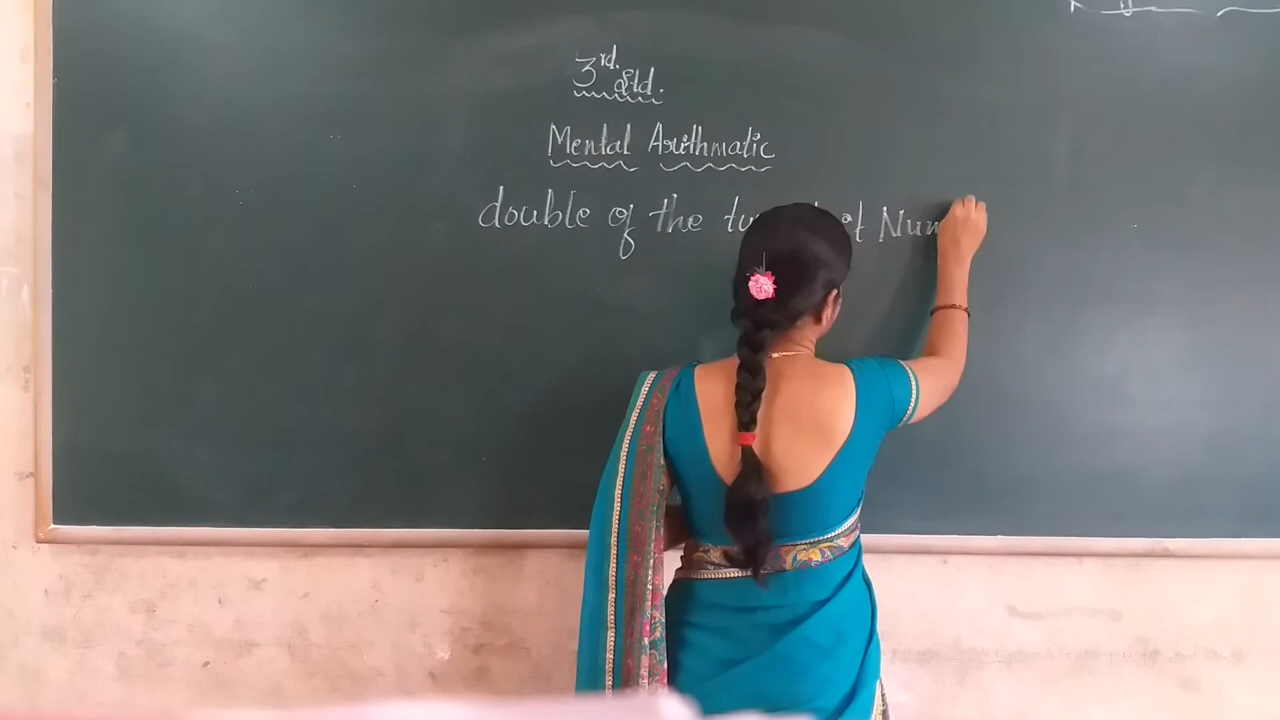 3rd. Std.
Mental Arithmatic
double of the